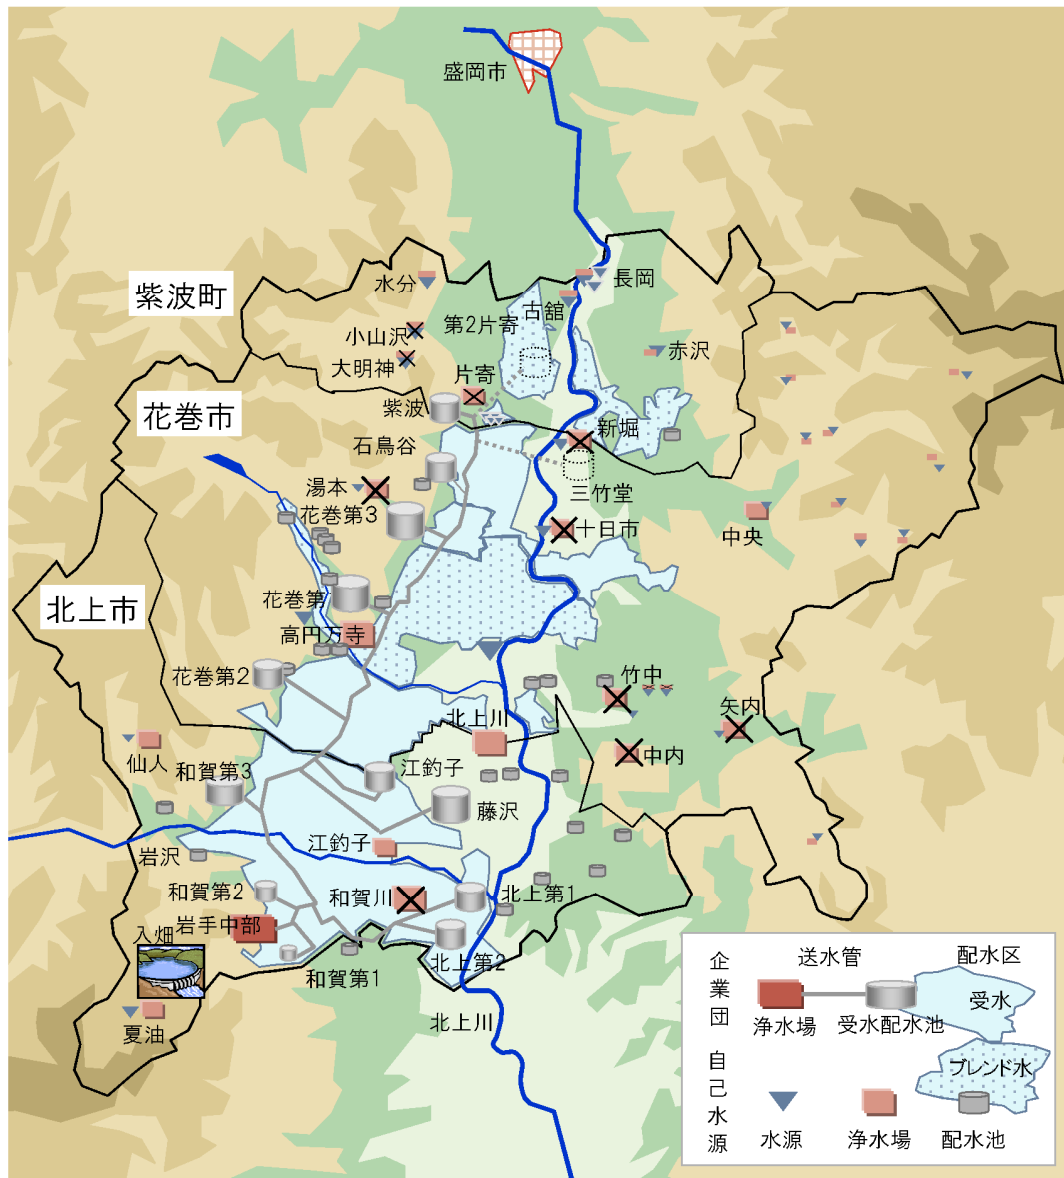 盛岡市
紫波町
水分
長岡
古舘
小山沢
第2片寄
大明神
赤沢
片寄
花巻市
紫波
新堀
石鳥谷
湯本
三竹堂
花巻第3
十日市
中央
北上市
花巻第
高円万寺
花巻第2
竹中
矢内
北上川
仙人
中内
和賀第3
江釣子
藤沢
江釣子
岩沢
和賀第2
和賀川
北上第1
岩手中部
入畑
北上第2
和賀第1
夏油
北上川
企業団
送水管
配水区
受水
浄水場
受水配水池
自己水源
ブレンド水
水源
浄水場
配水池